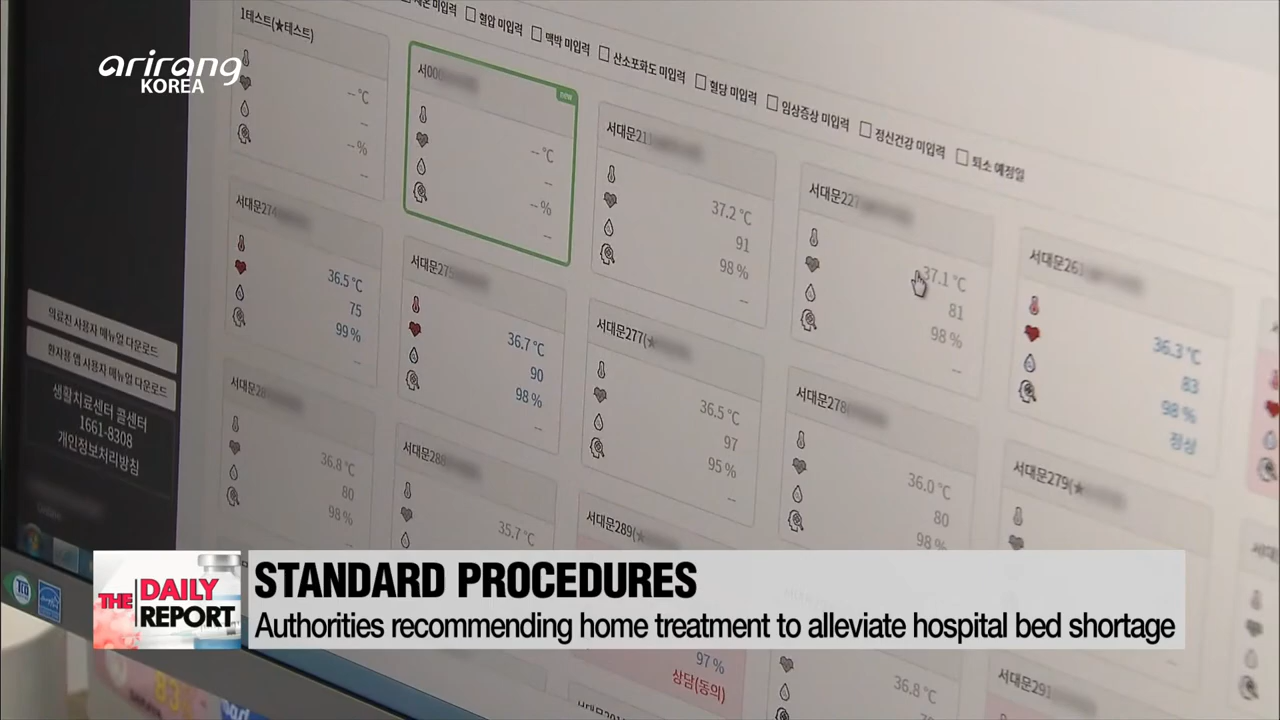 arirang
KOREA
미입력 □ 혈압 미입력 □ 맥박 미입력 □ 산소포화도 미입력 □ 혈당 미입력 □ 임상증상 미입력 □ 정신건강 미입력 □ 퇴소 예정일
1테스트(★테스트)
-- ℃
--
-- %
서000
new
-- ℃
--
-- %
--
서대문211
37.2 ℃
91
98 %
--
서대문227
37.1 ℃
81
98 %
--
서대문261
36.3 ℃
83
98 %
정상
서대문274
36.5 ℃
75
99 %
--
서대문275
36.7 ℃
90
98 %
--
서대문277(★
36.5 ℃
97
95 %
--
서대문278
36.0 ℃
80
98 %
서대문279(★
36.8 ℃
80
98 %
서대문288
35.7 ℃
서대문289(★
97 %
상담(동의)
36.8 ℃
서대문291
의료진 사용자 매뉴얼 다운로드
환자용 앱 사용자 매뉴얼 다운로드
생활치료센터 콜센터
1661-8308
개인정보처리방침
THE DAILY REPORT
STANDARD PROCEDURES
Authorities recommending home treatment to alleviate hospital bed shortage